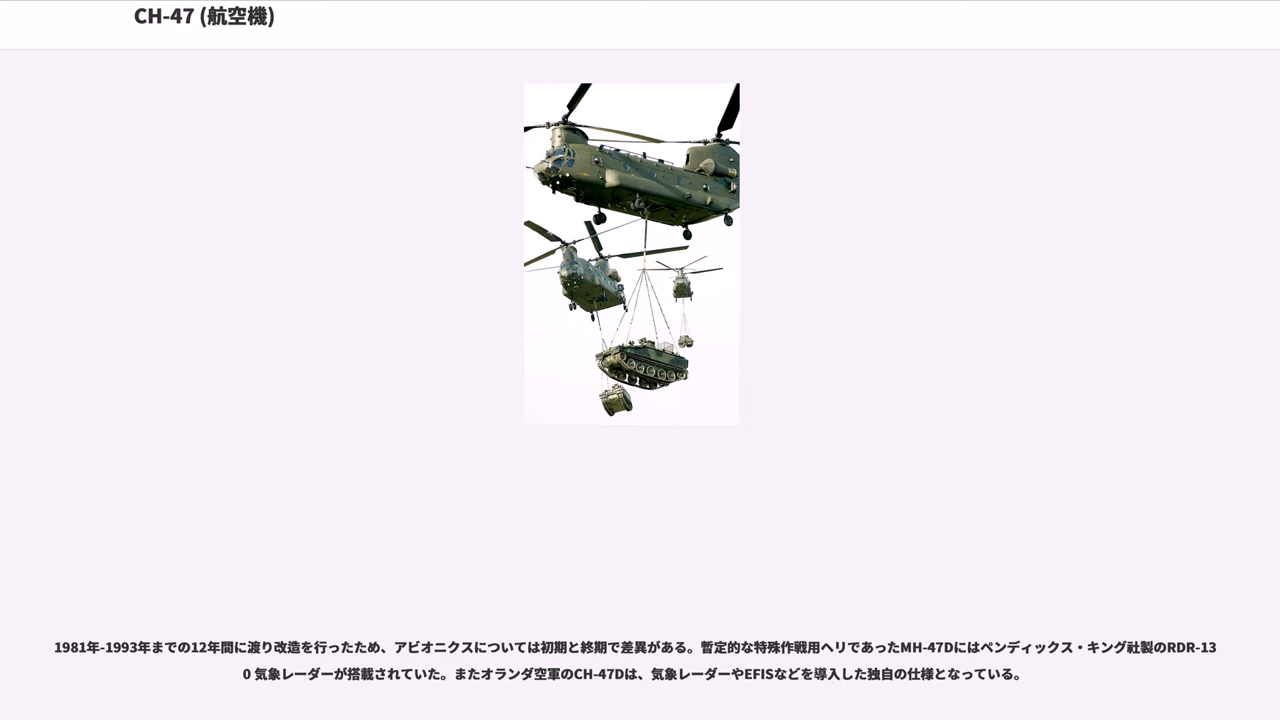 CH-47 (航空機)
1981年-1993年までの12年間に渡り改造を行ったため、アビオニクスについては初期と終期で差異がある。暫定的な特殊作戦用ヘリであったMH-47Dにはペンディックス・キング社製のRDR-13
0 気象レーダーが搭載されていた。またオランダ空軍のCH-47Dは、気象レーダーやEFISなどを導入した独自の仕様となっている。